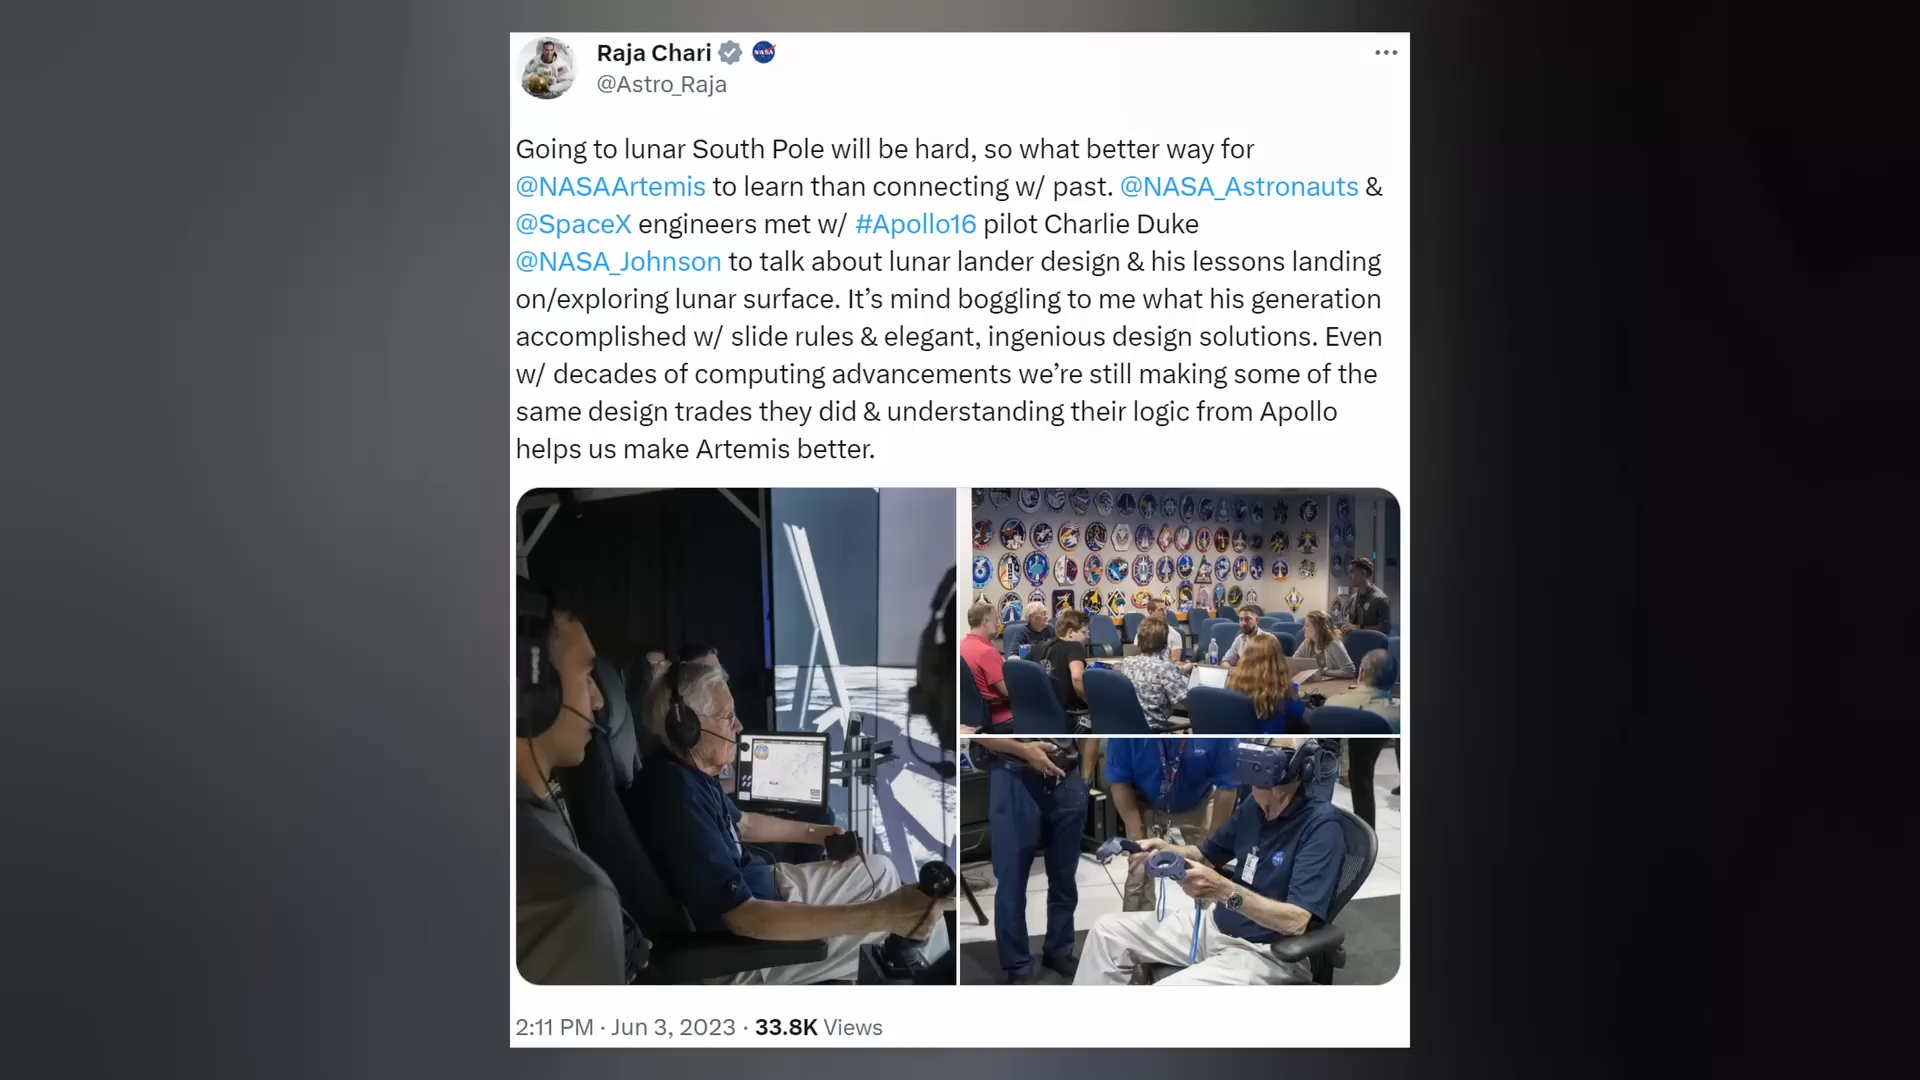 Raja Chari
NASA
@Astro_Raja
Going to lunar South Pole will be hard, so what better way for
@NASAArtemis to learn than connecting w/ past. @NASA_Astronauts &
@SpaceX engineers met w/ #Apollo16 pilot Charlie Duke
@NASA_Johnson to talk about lunar lander design & his lessons landing
on/exploring lunar surface. It’s mind boggling to me what his generation
accomplished w/ slide rules & elegant, ingenious design solutions. Even
w/ decades of computing advancements we’re still making some of the
same design trades they did & understanding their logic from Apollo
helps us make Artemis better.
2:11 PM · Jun 3, 2023 · 33.8K Views